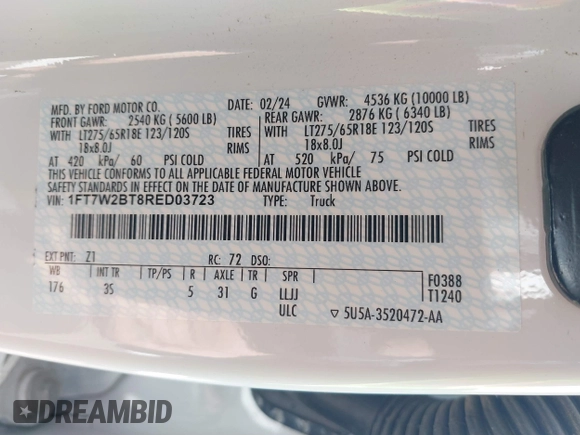 MFD. BY FORD MOTOR CO. 02/24 GVWR: 4536 KG (10000 LB)
FRONT GAWR: 2540 KG ( 5600 LB) REAR GAWR: 2876 KG ( 6340 LB)
WITH LT275/65R18E 123/120S TIRES WITH LT275/65R18E 123/120S TIRES
18x8.0J RIMS 18x8.0J RIMS
AT 420 kPa/ 60 PSI COLD AT 520 kPa/ 75 PSI COLD
THIS VEHICLE CONFORMS TO ALL APPLICABLE FEDERAL MOTOR VEHICLE
SAFETY STANDARDS IN EFFECT ON THE DATE OF MANUFACTURE SHOWN ABOVE.
VIN: 1FT7W2BT8RED03723 TYPE: Truck
EXT PNT: Z1 RC: 72 DSO:
WB INT TR TP/PS R AXLE TR SPR F0388
176 3S 5 31 G LLJJ T1240
ULC ▽ 5U5A-3520472-AA
DREAMBID